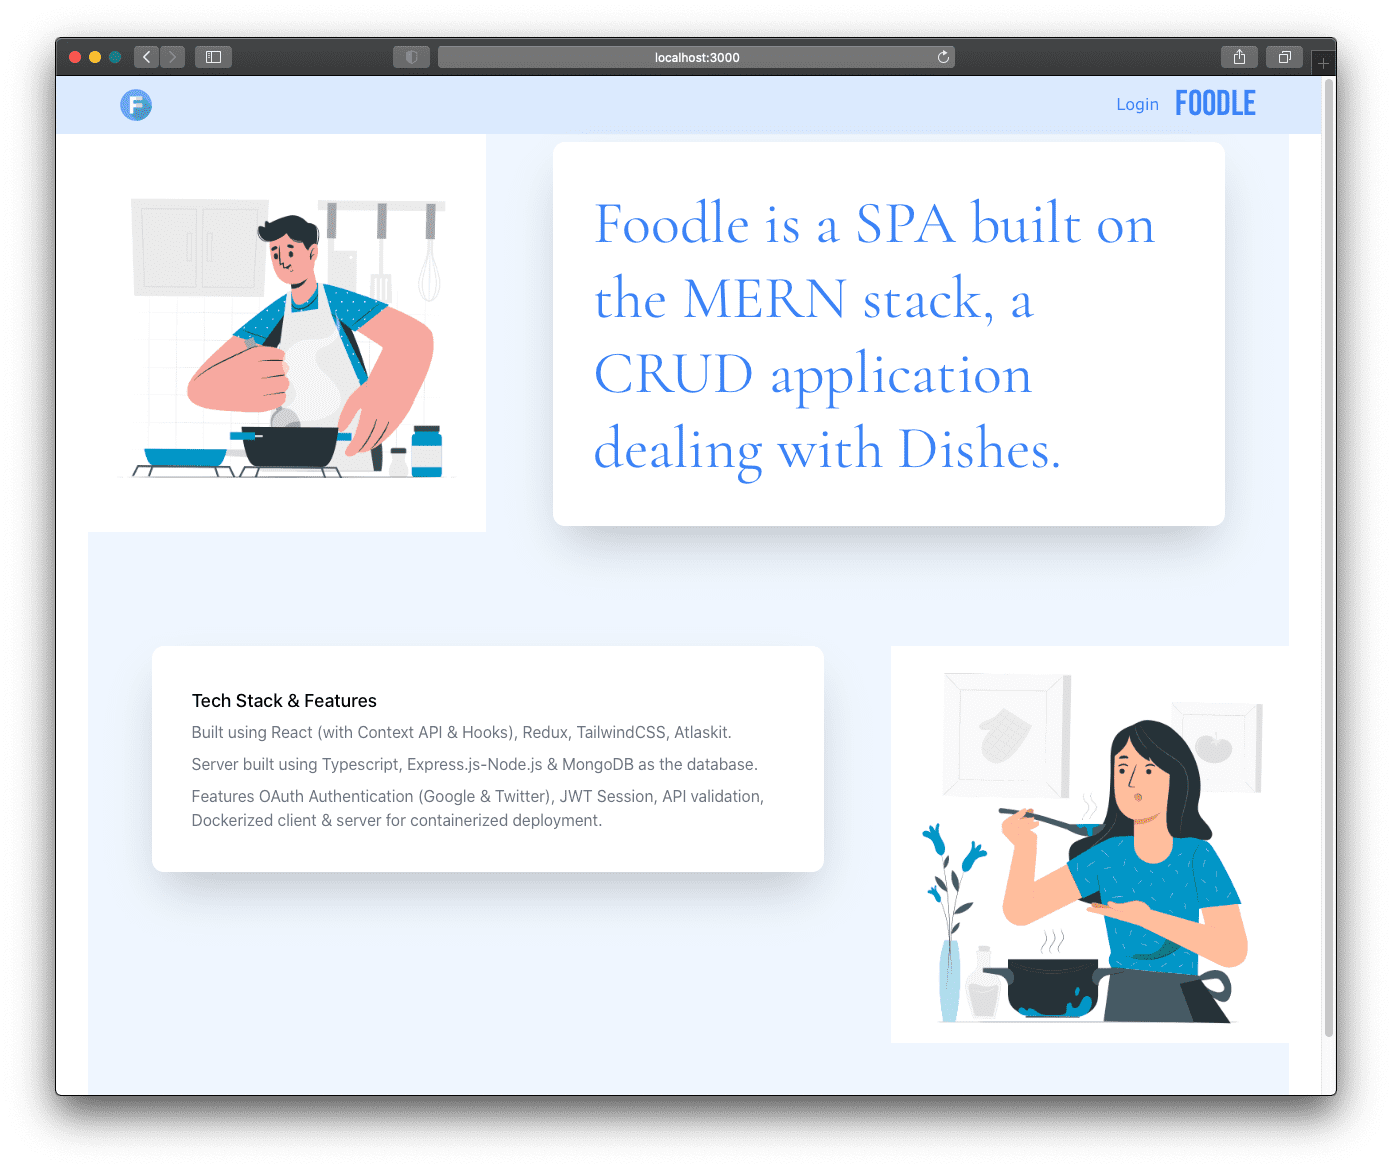 localhost:3000
F
Login FOODLE
Foodle is a SPA built on
the MERN stack, a
CRUD application
dealing with Dishes.
Tech Stack & Features
Built using React (with Context API & Hooks), Redux, TailwindCSS, Atlaskit.
Server built using Typescript, Express.js-Node.js & MongoDB as the database.
Features OAuth Authentication (Google & Twitter), JWT Session, API validation,
Dockerized client & server for containerized deployment.